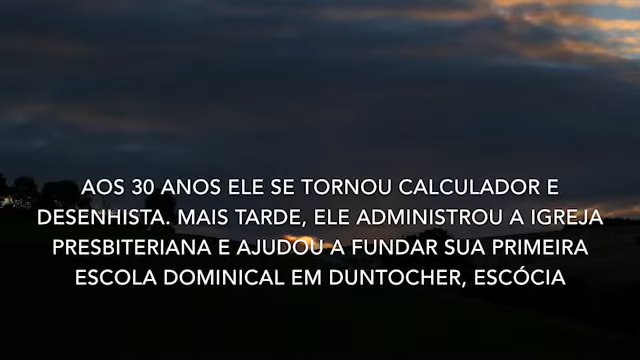 AOS 30 ANOS ELE SE TORNOU CALCULADOR E
DESENHISTA. MAIS TARDE, ELE ADMINISTROU A IGREJA
PRESBITERIANA E AJUDOU A FUNDAR SUA PRIMEIRA
ESCOLA DOMINICAL EM DUNTOCHER, ESCÓCIA